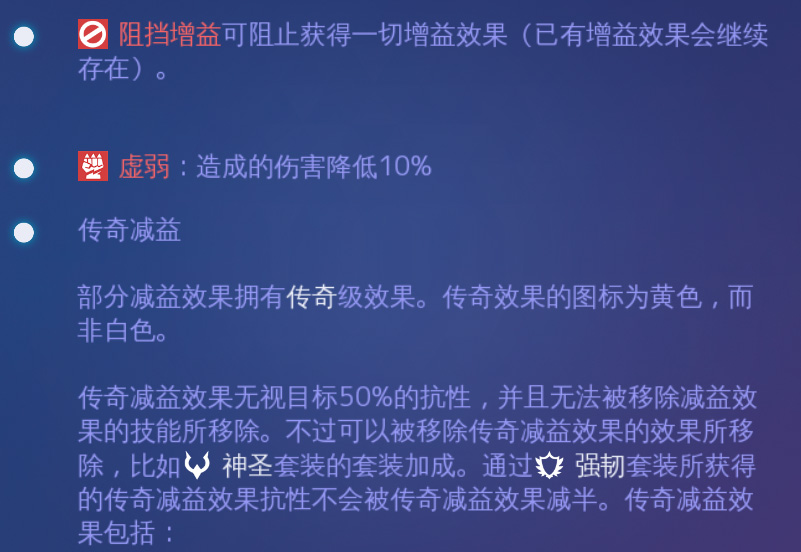 阻挡增益可阻止获得一切增益效果（已有增益效果会继续
存在）。
虚弱：造成的伤害降低10%
传奇减益
部分减益效果拥有传奇级效果。传奇效果的图标为黄色，而
非白色。
传奇减益效果无视目标50%的抗性，并且无法被移除减益效
果的技能所移除。不过可以被移除传奇减益效果的效果所移
除，比如 神圣套装的套装加成。通过 强韧套装所获得
的传奇减益效果抗性不会被传奇减益效果减半。传奇减益效
果包括：